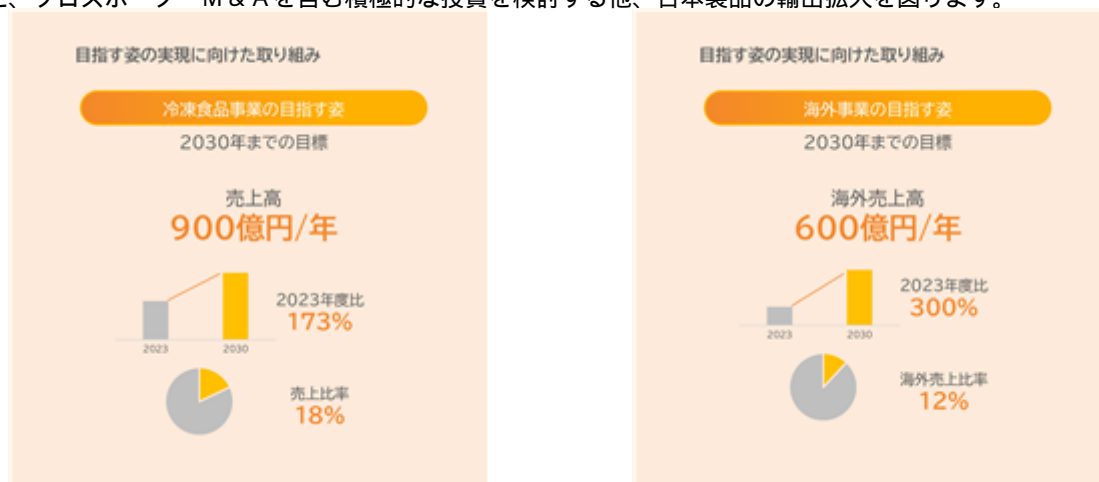 クロスボーダーM&Aを含む積極的な投資を検討する他、日本製品の輸出拡大を図ります。
目指す姿の実現に向けた取り組み
冷凍食品事業の目指す姿
2030年までの目標
売上高
900億円/年
2023年度比
173%
2023
2030
売上比率
18%
目指す姿の実現に向けた取り組み
海外事業の目指す姿
2030年までの目標
海外売上高
600億円/年
2023年度比
300%
2023
2030
海外売上比率
12%